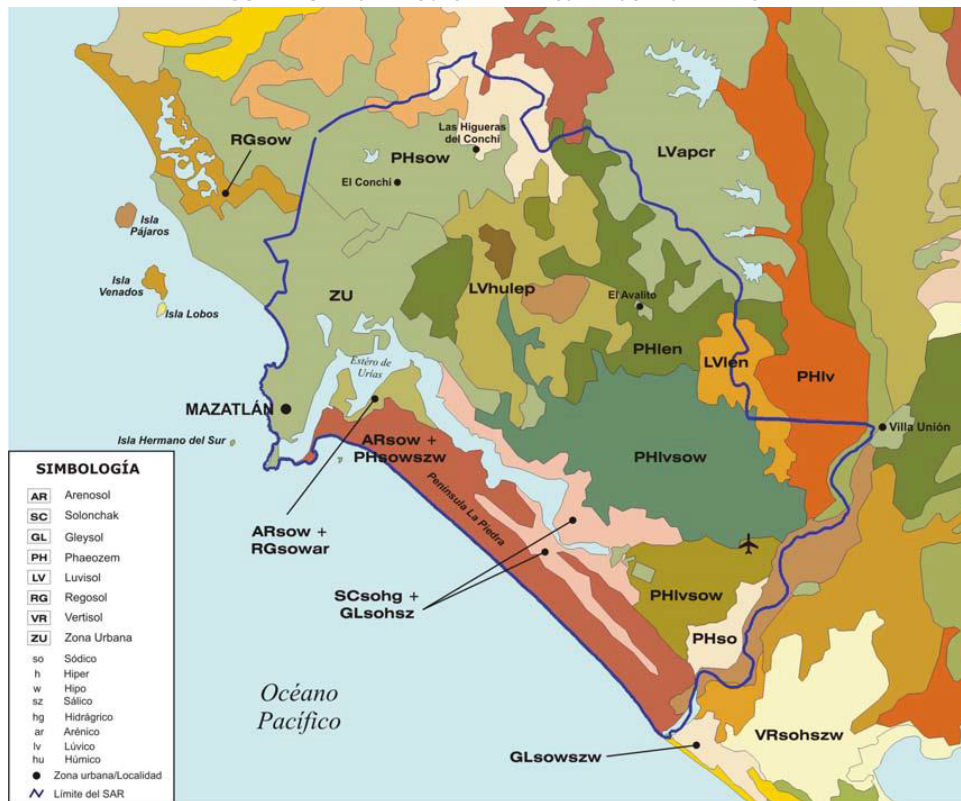 RGsow
PHsow
Las Higueras
del Conchi
El Conchi
LVapcr
Isla
Pájaros
Isla
Venados
Isla Lobos
ZU
LVhulep
El Avalito
PHlen
LVlen
PHlv
Estéro de
Urías
MAZATLÁN
Villa Unión
Isla Hermano del Sur
ARsow +
PHsowszw
PHlvsow
Península La Piedra
ARsow +
RGsowar
SCsohg +
GLsohsz
PHlvsow
PHso
Océano
Pacífico
VRsohszw
GLsowszw
SIMBOLOGÍA
AR Arenosol
SC Solonchak
GL Gleysol
PH Phaeozem
LV Luvisol
RG Regosol
VR Vertisol
ZU Zona Urbana
so Sódico
h Hiper
w Hipo
sz Sálico
hg Hidrágrico
ar Arénico
lv Lúvico
hu Húmico
Zona urbana/Localidad
Límite del SAR